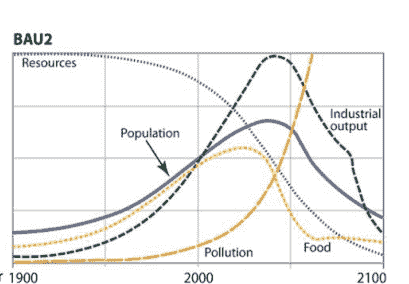 BAU2
Resources
Population
Industrial
output
Pollution
Food
r 1900
2000
2100